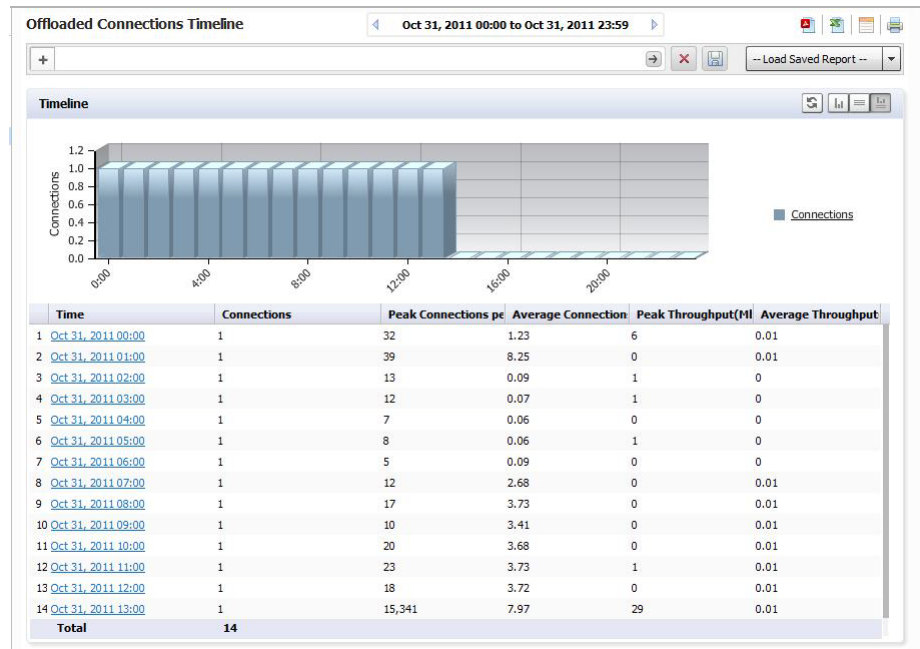 Offloaded Connections Timeline
Oct 31, 2011 00:00 to Oct 31, 2011 23:59
+
-- Load Saved Report --
Timeline
1.2
1.0
0.8
0.6
0.4
0.2
0.0
Connections
0:00 4:00 8:00 12:00 16:00 20:00
Connections
Time Connections Peak Connections pe Average Connection Peak Throughput(Ml Average Throughput
1 Oct 31, 2011 00:00 1 32 1.23 6 0.01
2 Oct 31, 2011 01:00 1 39 8.25 0 0.01
3 Oct 31, 2011 02:00 1 13 0.09 1 0
4 Oct 31, 2011 03:00 1 12 0.07 1 0
5 Oct 31, 2011 04:00 1 7 0.06 0 0
6 Oct 31, 2011 05:00 1 8 0.06 1 0
7 Oct 31, 2011 06:00 1 5 0.09 0 0
8 Oct 31, 2011 07:00 1 12 2.68 0 0.01
9 Oct 31, 2011 08:00 1 17 3.73 0 0.01
10 Oct 31, 2011 09:00 1 10 3.41 0 0.01
11 Oct 31, 2011 10:00 1 20 3.68 0 0.01
12 Oct 31, 2011 11:00 1 23 3.73 1 0.01
13 Oct 31, 2011 12:00 1 18 3.72 0 0.01
14 Oct 31, 2011 13:00 1 15,341 7.97 29 0.01
Total 14